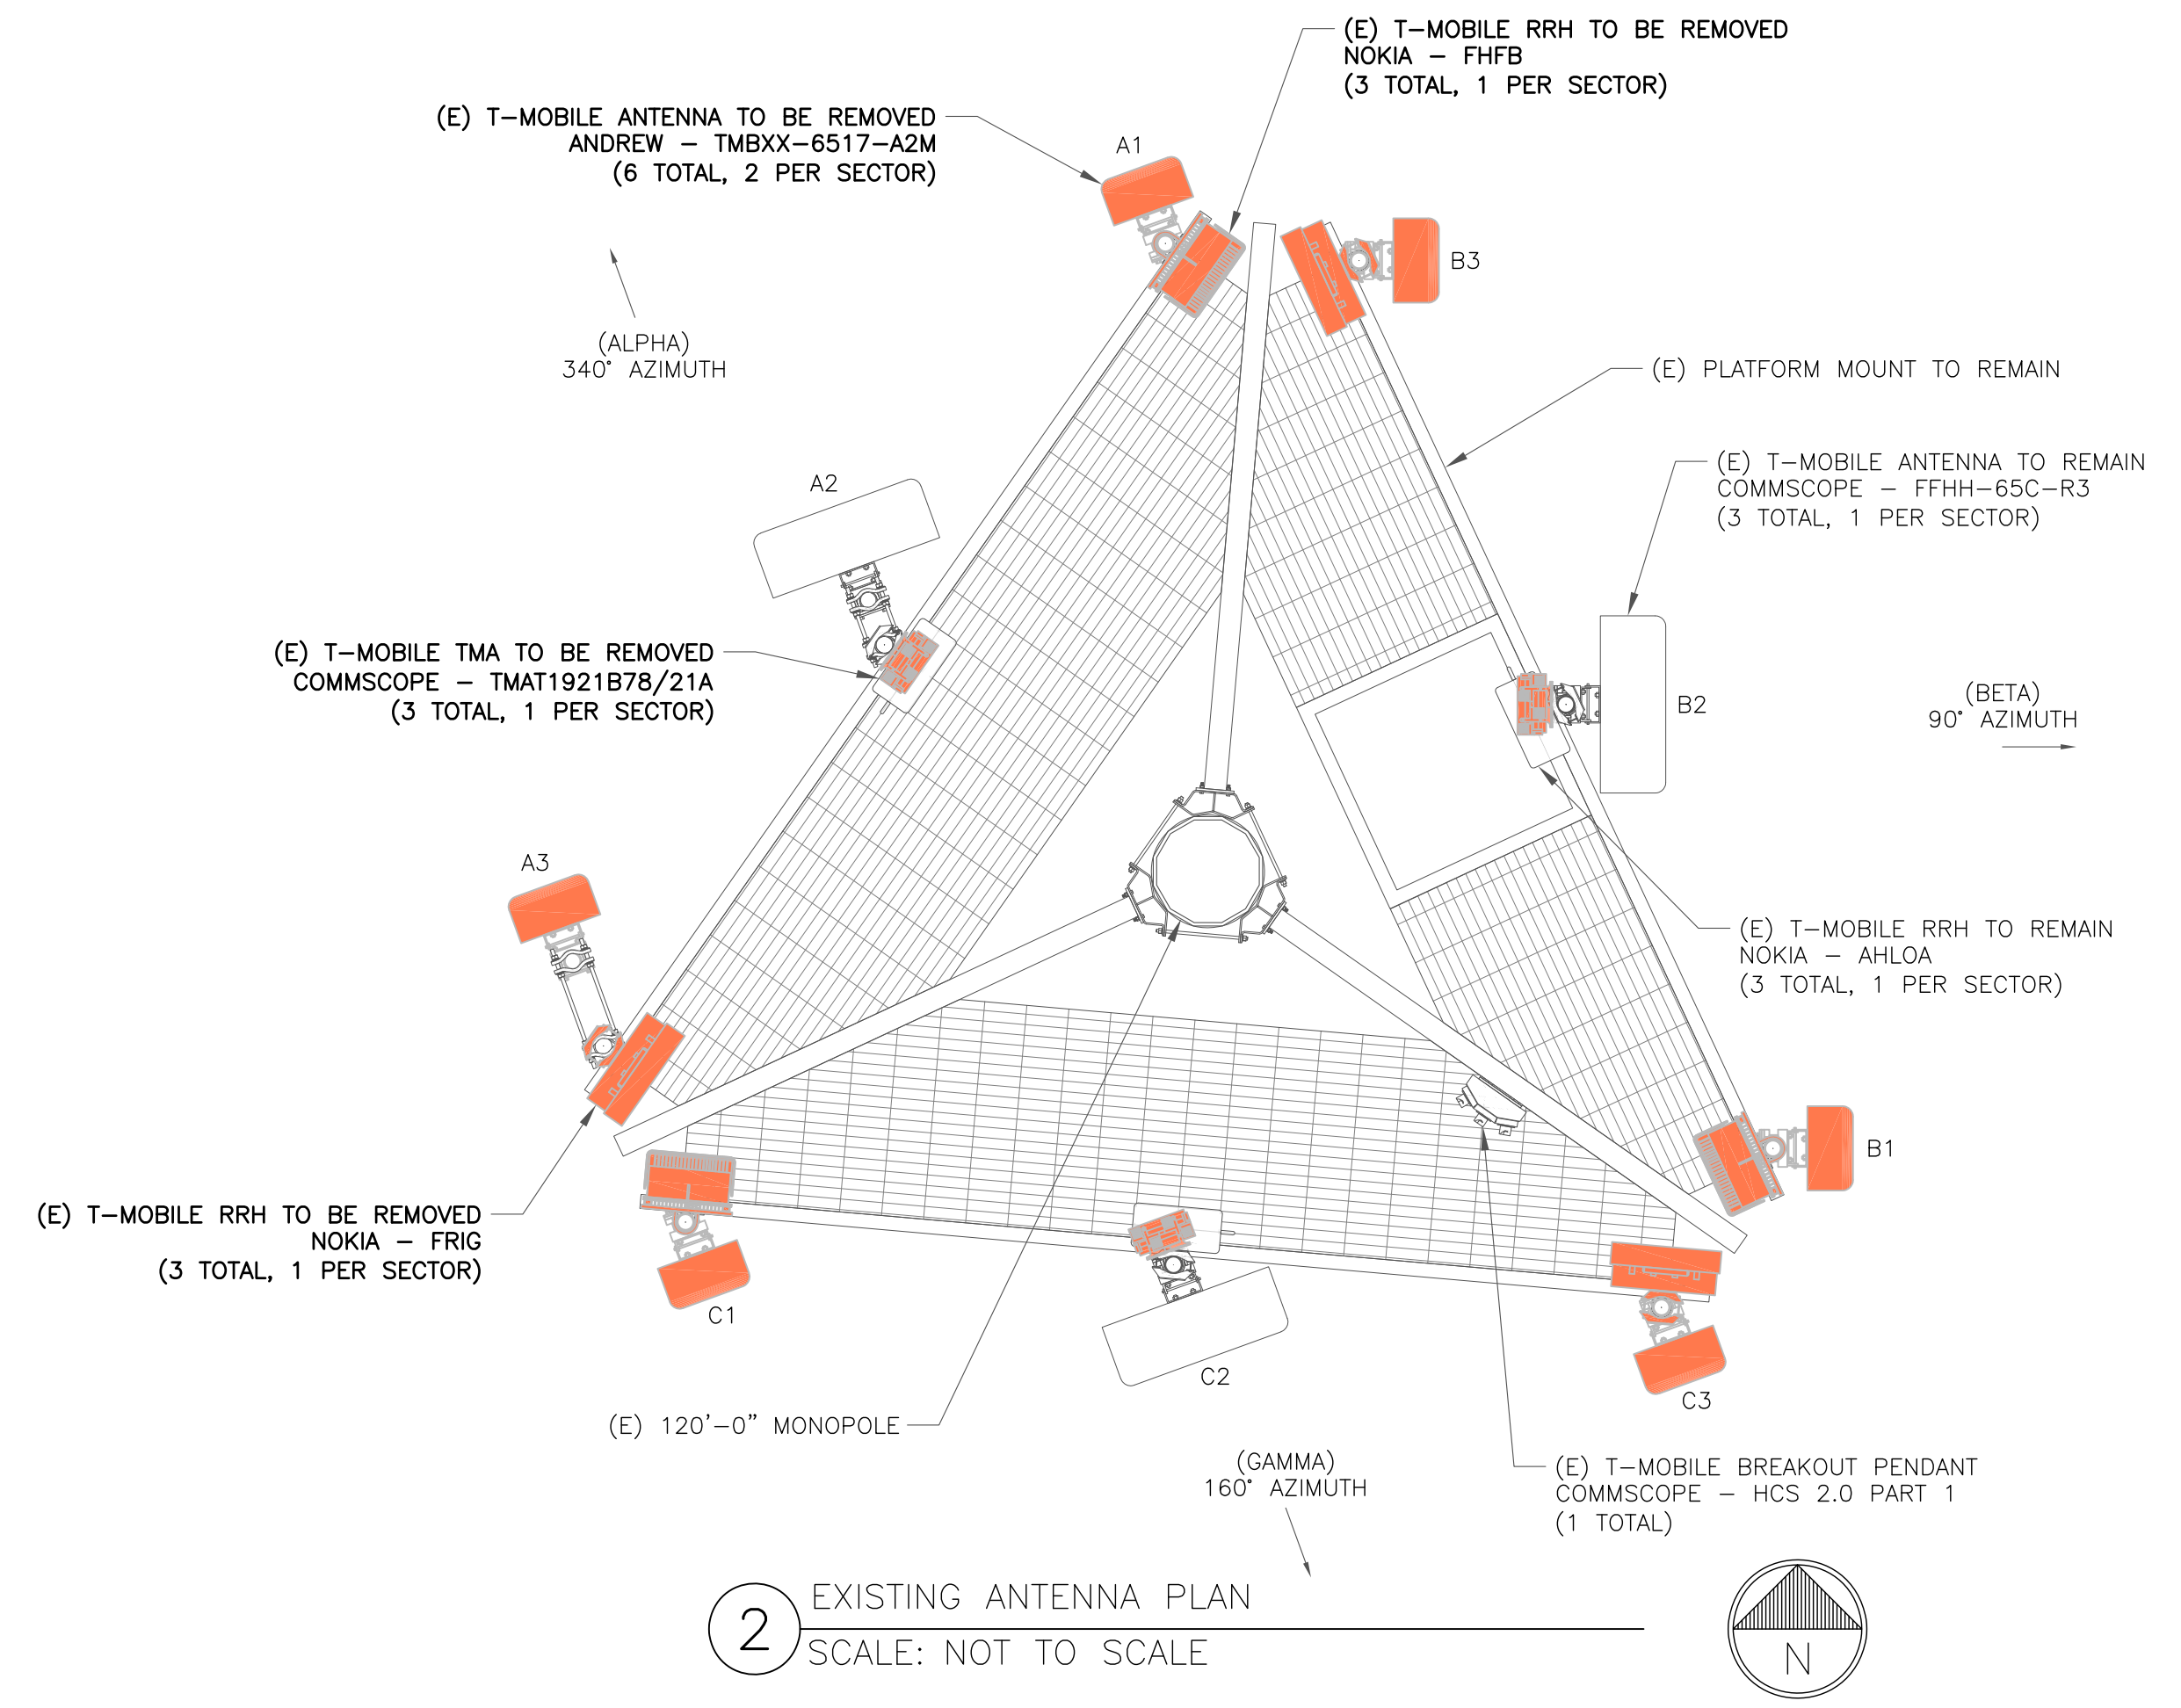 (E) T-MOBILE RRH TO BE REMOVED
NOKIA - FHFB
(3 TOTAL, 1 PER SECTOR)
(E) T-MOBILE ANTENNA TO BE REMOVED
ANDREW - TMBXX-6517-A2M
(6 TOTAL, 2 PER SECTOR)
A1
B3
(ALPHA)
340° AZIMUTH
(E) PLATFORM MOUNT TO REMAIN
A2
(E) T-MOBILE ANTENNA TO REMAIN
COMMSCOPE - FFHH-65C-R3
(3 TOTAL, 1 PER SECTOR)
(E) T-MOBILE TMA TO BE REMOVED
COMMSCOPE - TMAT1921B78/21A
(3 TOTAL, 1 PER SECTOR)
B2
(BETA)
90° AZIMUTH
A3
(E) T-MOBILE RRH TO REMAIN
NOKIA - AHLOA
(3 TOTAL, 1 PER SECTOR)
B1
(E) T-MOBILE RRH TO BE REMOVED
NOKIA - FRIG
(3 TOTAL, 1 PER SECTOR)
C1
C2
C3
(E) 120'-0" MONOPOLE
(GAMMA)
160° AZIMUTH
(E) T-MOBILE BREAKOUT PENDANT
COMMSCOPE - HCS 2.0 PART 1
(1 TOTAL)
2
EXISTING ANTENNA PLAN
SCALE: NOT TO SCALE
N